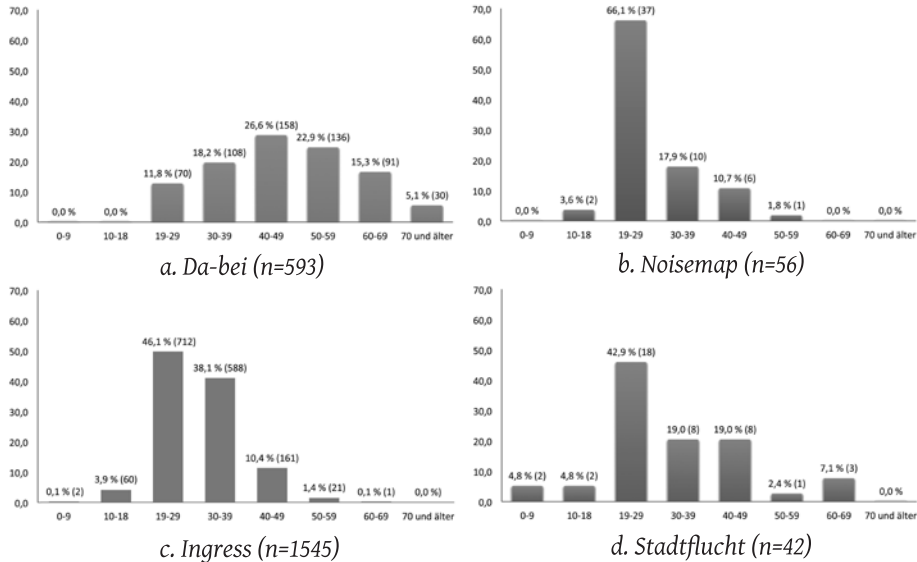 70,0
60,0
50,0
40,0
30,0
20,0
10,0
0,0
0,0 %
0,0 %
11,8 % (70)
18,2 % (108)
26,6 % (158)
22,9 % (136)
15,3 % (91)
5,1 % (30)
0-9 10-18 19-29 30-39 40-49 50-59 60-69 70 und älter
a. Da-bei (n=593)
70,0
60,0
50,0
40,0
30,0
20,0
10,0
0,0
0,0 %
3,6 % (2)
66,1 % (37)
17,9 % (10)
10,7 % (6)
1,8 % (1)
0,0 %
0,0 %
0-9 10-18 19-29 30-39 40-49 50-59 60-69 70 und älter
b. Noisemap (n=56)
70,0
60,0
50,0
40,0
30,0
20,0
10,0
0,0
0,1 % (2)
3,9 % (60)
46,1 % (712)
38,1 % (588)
10,4 % (161)
1,4 % (21)
0,1 % (1)
0,0 %)
0-9 10-18 19-29 30-39 40-49 50-59 60-69 70 und älter
c. Ingress (n=1545)
70,0
60,0
50,0
40,0
30,0
20,0
10,0
0,0
4,8 % (2)
4,8 % (2)
42,9 % (18)
19,0 (8)
19,0 % (8)
2,4 % (1)
7,1 % (3)
0,0 %
0-9 10-18 19-29 30-39 40-49 50-59 60-69 70 und älter
d. Stadtflucht (n=42)